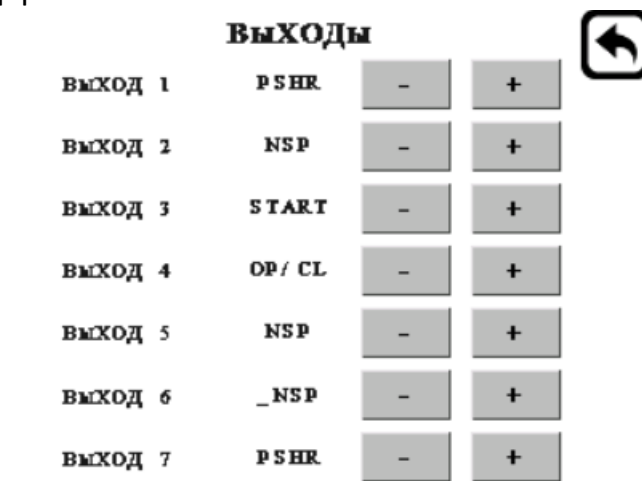 ВыХОДы
ВыХОД 1 PSHR - +
ВыХОД 2 NSP - +
ВыХОД 3 START - +
ВыХОД 4 OP/ CL - +
ВыХОД 5 NSP - +
ВыХОД 6 _NSP - +
ВыХОД 7 PSHR - +